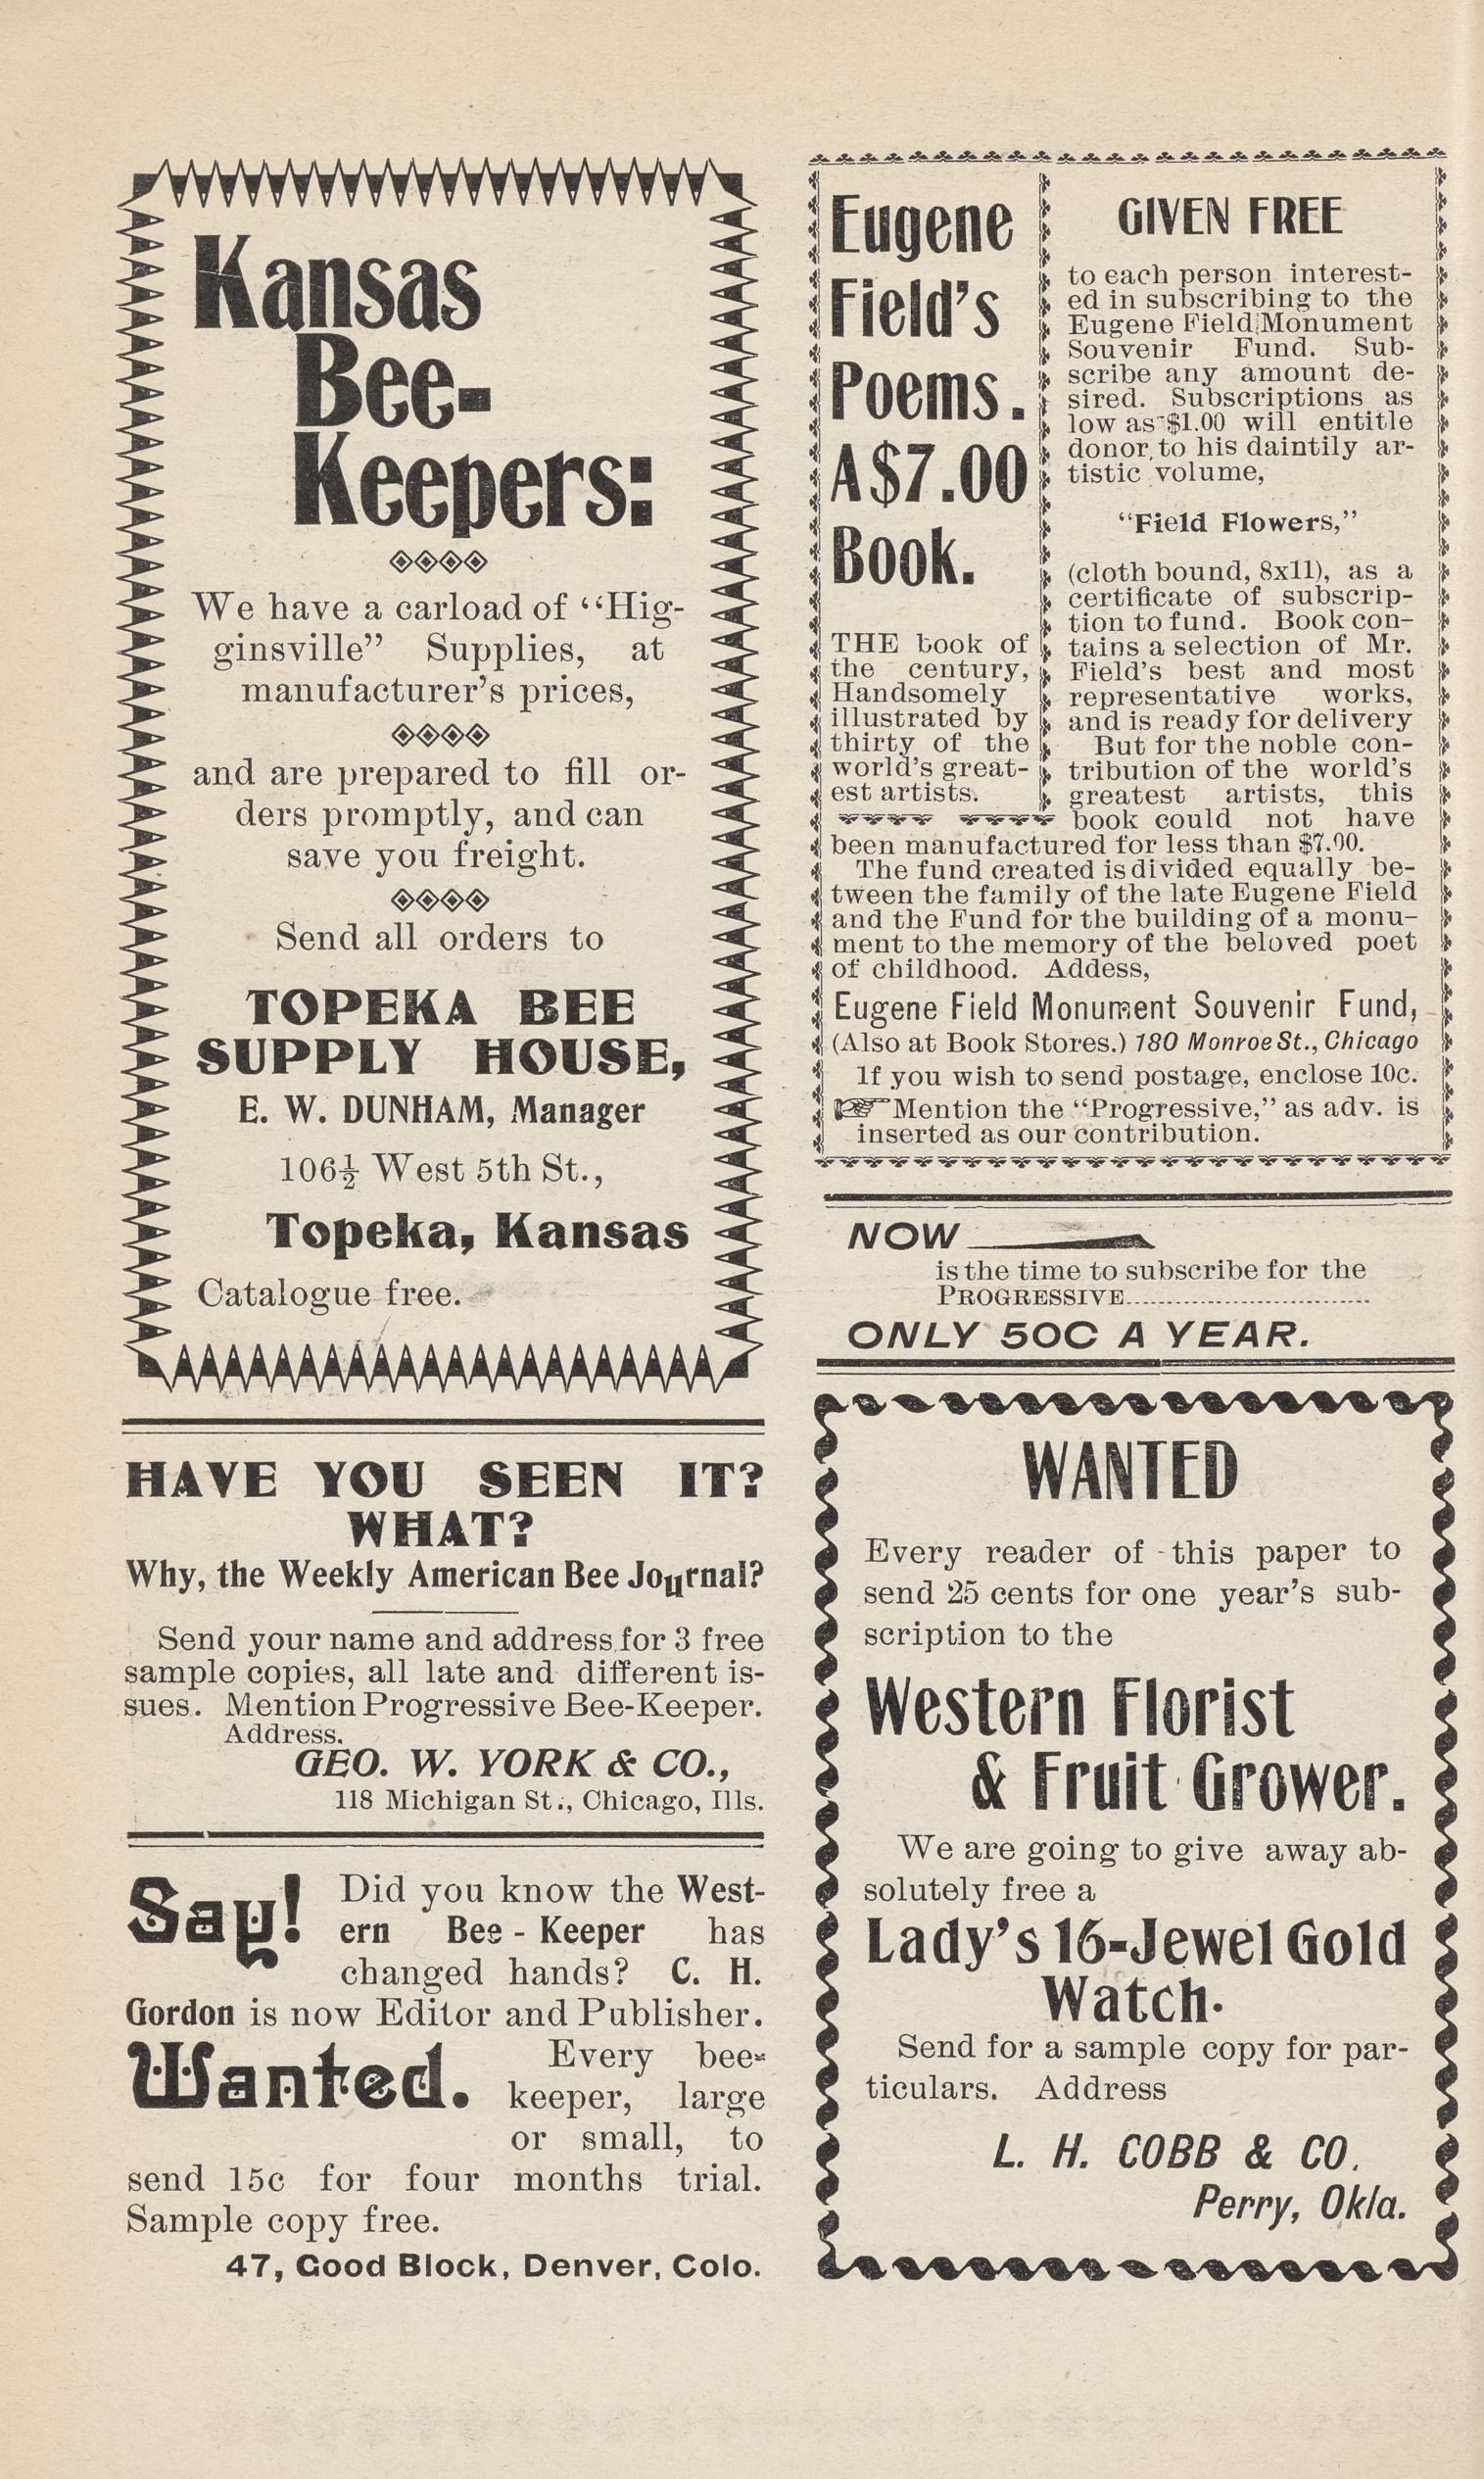 Kansas
Bee-
Keepers:
We have a carload of "Hig-
ginsville" Supplies, at
manufacturer's prices,
and are prepared to fill or-
ders promptly, and can
save you freight.
Send all orders to
TOPEKA BEE
SUPPLY HOUSE,
E. W. DUNHAM, Manager
106½ West 5th St.,
Topeka, Kansas
Catalogue free.
HAVE YOU SEEN IT?
WHAT?
Why, the Weekly American Bee Journal?
Send your name and address for 3 free
sample copies, all late and different is-
sues. Mention Progressive Bee-Keeper.
Address.
GEO. W. YORK & CO.,
118 Michigan St., Chicago, Ills.
Say! Did you know the West-
ern Bee-Keeper has
changed hands? C. H.
Gordon is now Editor and Publisher.
Wanted. Every bee-
keeper, large
or small, to
send 15c for four months trial.
Sample copy free.
47, Good Block, Denver, Colo.
Eugene
Field's
Poems.
A $7.00
Book.
THE book of
the century,
Handsomely
illustrated by
thirty of the
world's great-
est artists.
GIVEN FREE
to each person interest-
ed in subscribing to the
Eugene Field Monument
Souvenir Fund. Sub-
scribe any amount de-
sired. Subscriptions as
low as $1.00 will entitle
donor to his daintily ar-
tistic volume,
"Field Flowers,"
(cloth bound, 8x11), as a
certificate of subscrip-
tion to fund. Book con-
tains a selection of Mr.
Field's best and most
representative works,
and is ready for delivery
But for the noble con-
tribution of the world's
greatest artists, this
book could not have
been manufactured for less than $7.00.
The fund created is divided equally be-
tween the family of the late Eugene Field
and the Fund for the building of a monu-
ment to the memory of the beloved poet
of childhood. Addess,
Eugene Field Monument Souvenir Fund,
(Also at Book Stores.) 180 Monroe St., Chicago
If you wish to send postage, enclose 10c.
☞ Mention the "Progressive," as adv. is
inserted as our contribution.
NOW
is the time to subscribe for the
PROGRESSIVE..............................
ONLY 50C A YEAR.
WANTED
Every reader of this paper to
send 25 cents for one year's sub-
scription to the
Western Florist
& Fruit Grower.
We are going to give away ab-
solutely free a
Lady's 16-Jewel Gold
Watch.
Send for a sample copy for par-
ticulars. Address
L. H. COBB & CO.
Perry, Okla.